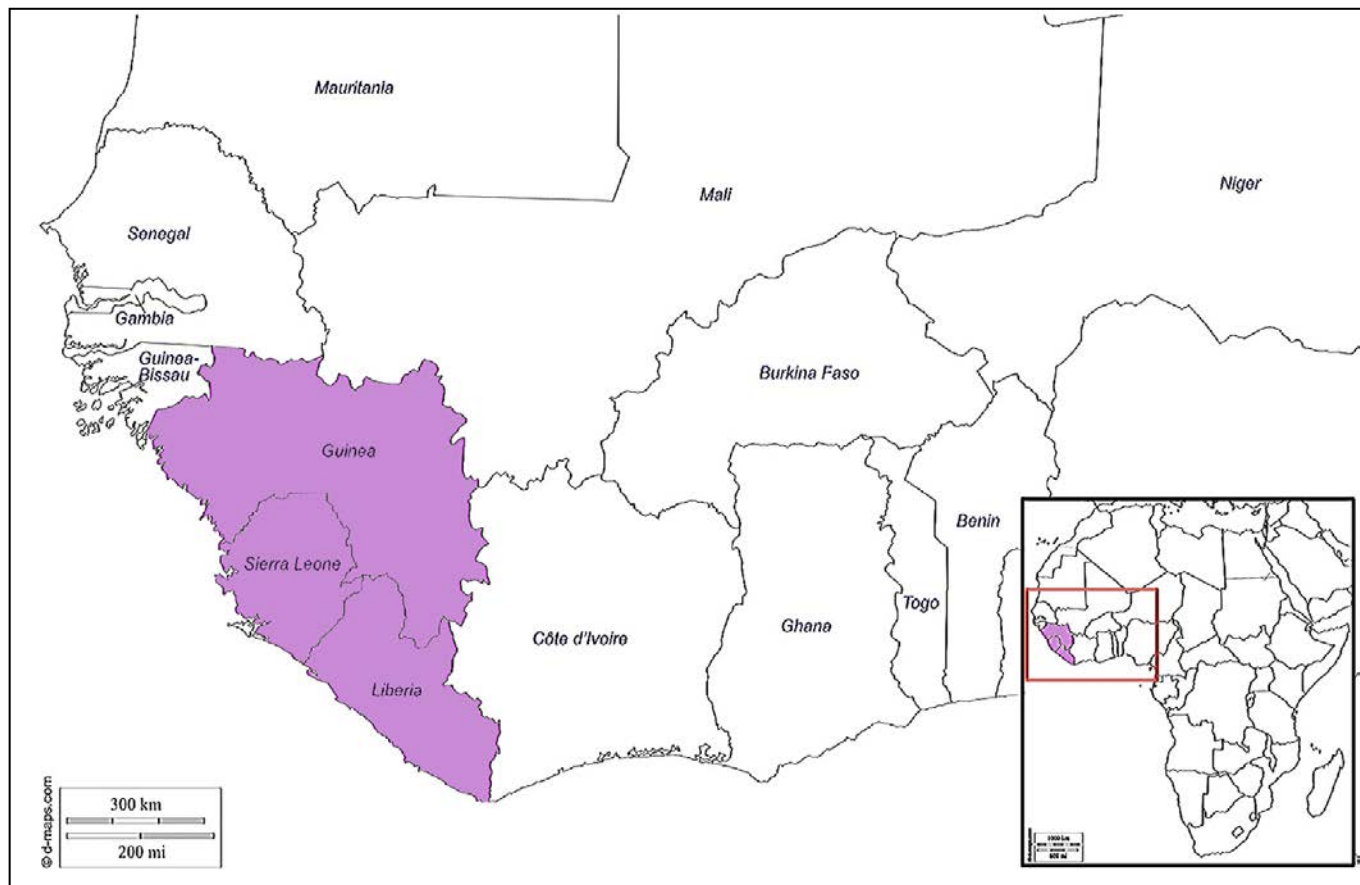 Mauritania
Mali
Niger
Senegal
Gambia
Guinea-
Bissau
Burkina Faso
Guinea
Benin
Sierra Leone
Togo
Ghana
Côte d'Ivoire
Liberia
300 km
200 mi
© d-maps.com